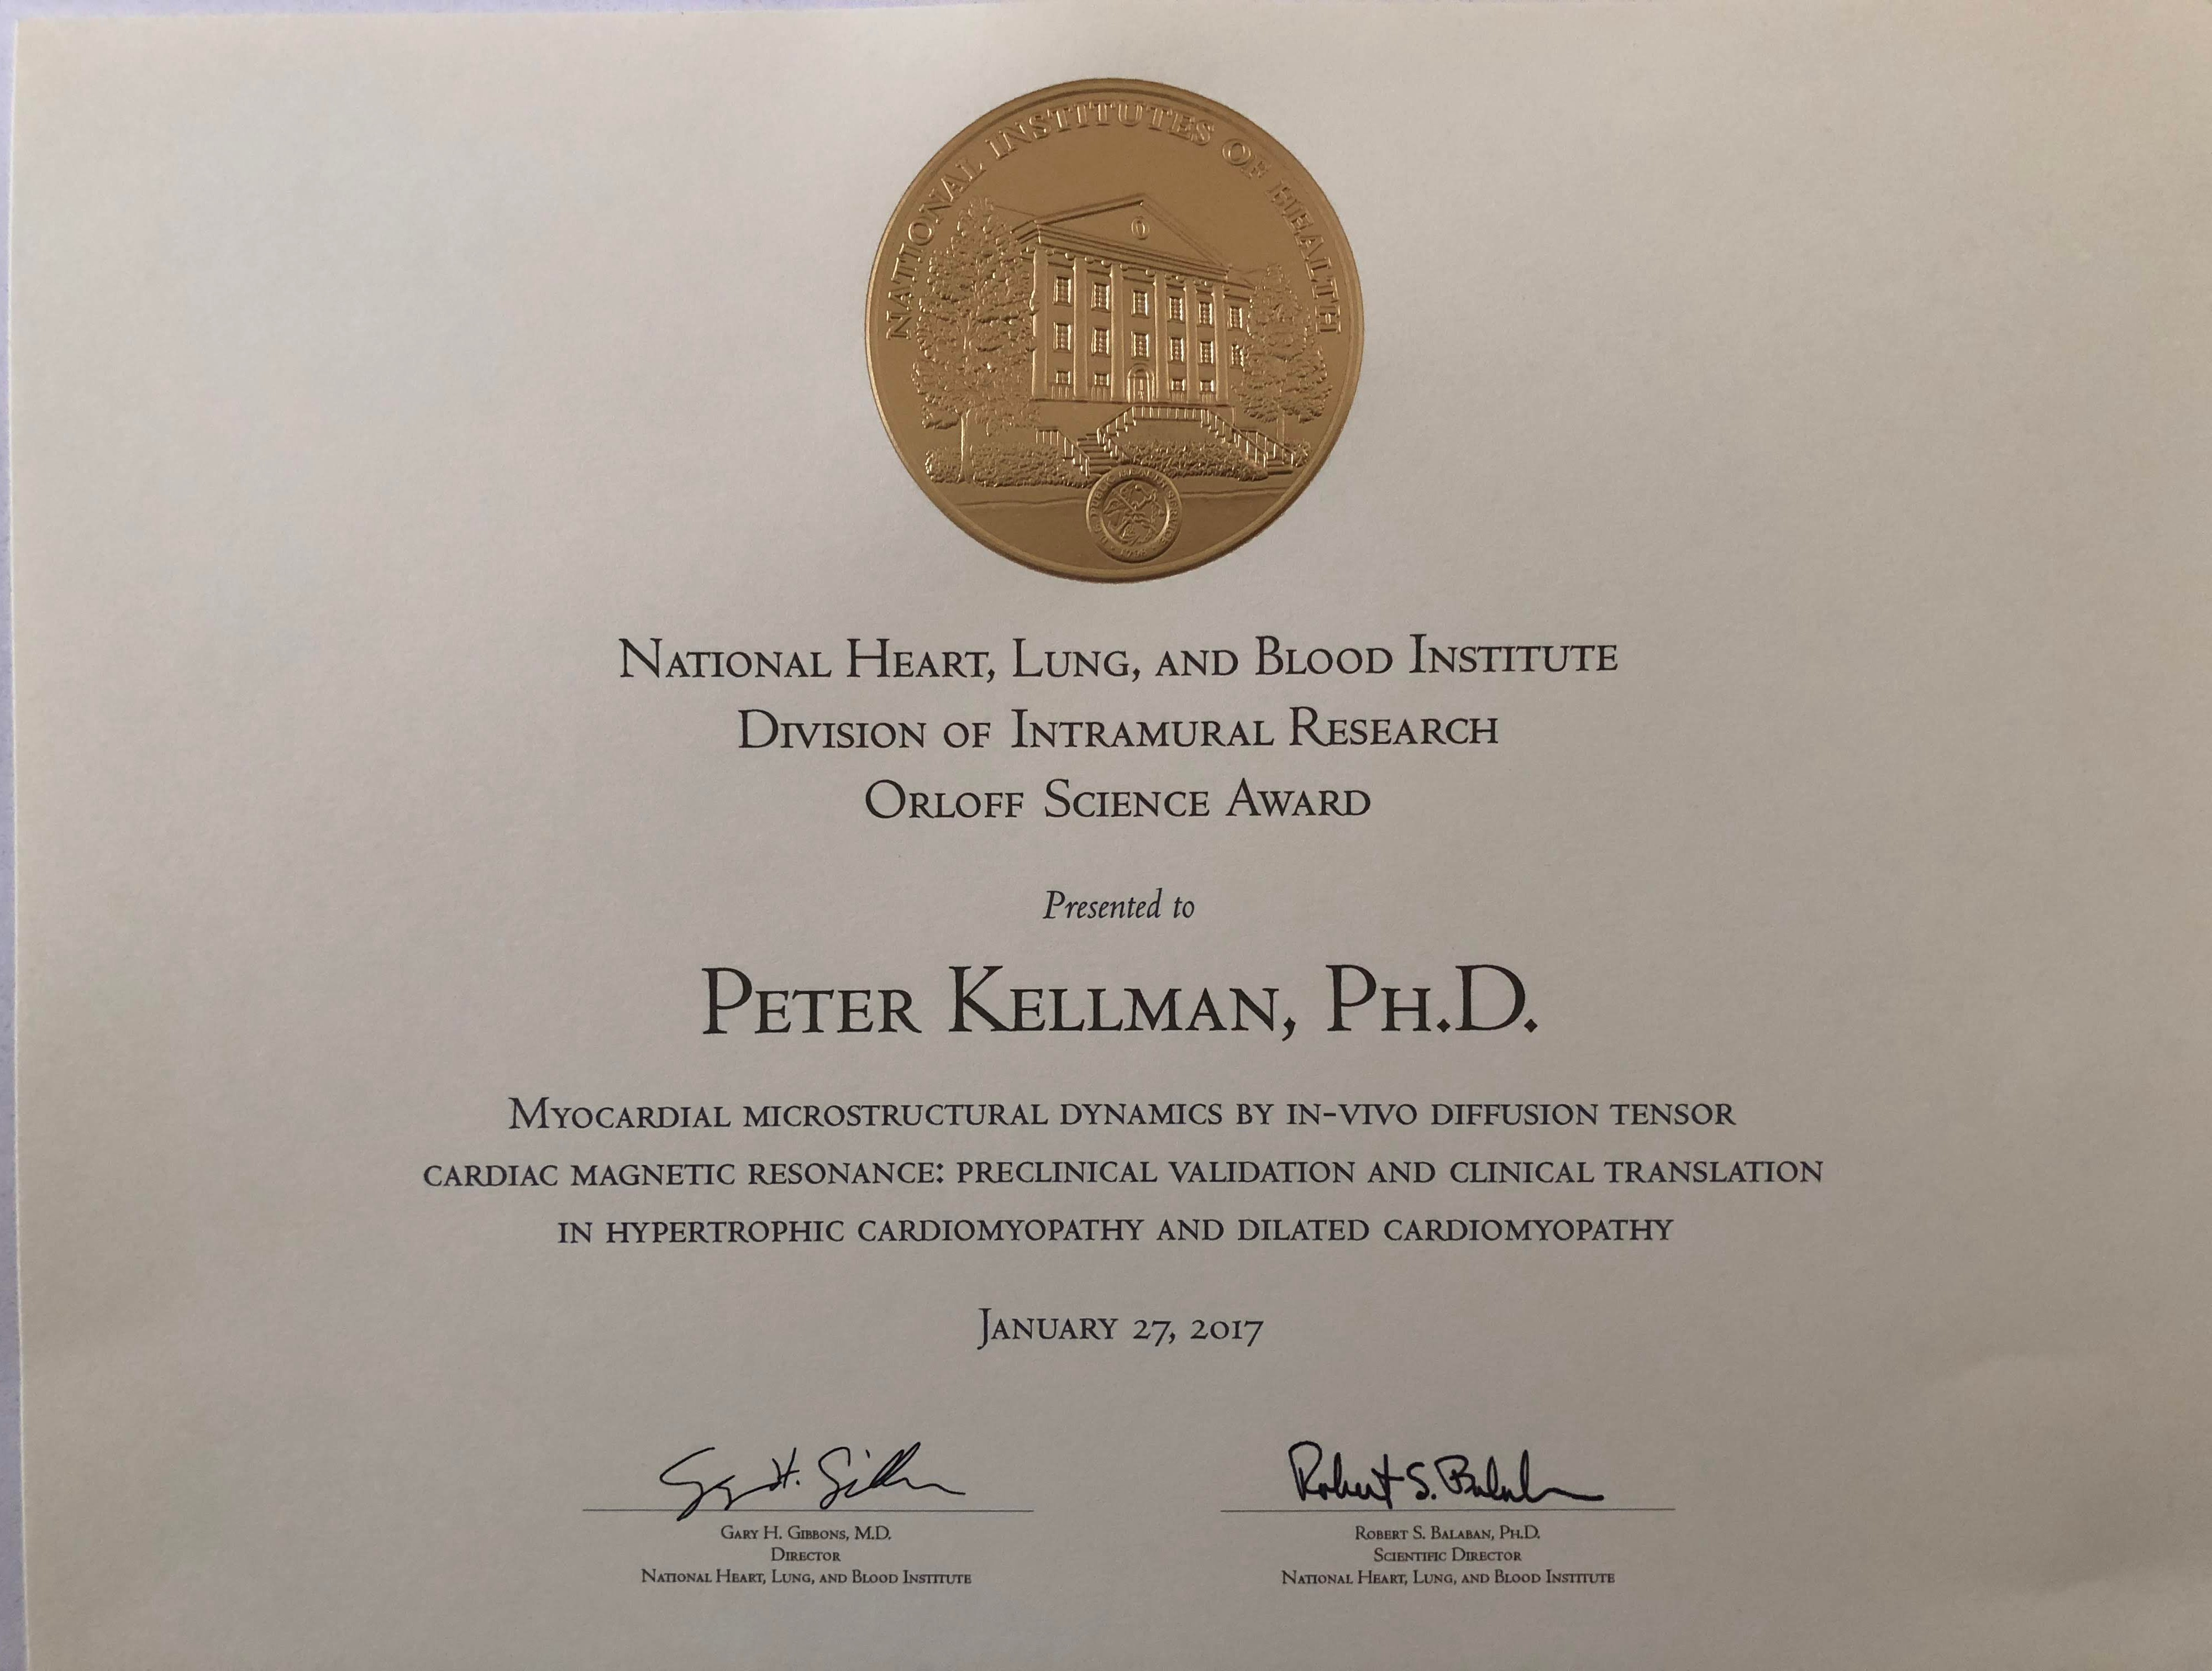 NATIONAL INSTITUTES OF HEALTH
NATIONAL HEART, LUNG, AND BLOOD INSTITUTE
DIVISION OF INTRAMURAL RESEARCH
ORLOFF SCIENCE AWARD
Presented to
PETER KELLMAN, PH.D.
MYOCARDIAL MICROSTRUCTURAL DYNAMICS BY IN-VIVO DIFFUSION TENSOR
CARDIAC MAGNETIC RESONANCE: PRECLINICAL VALIDATION AND CLINICAL TRANSLATION
IN HYPERTROPHIC CARDIOMYOPATHY AND DILATED CARDIOMYOPATHY
JANUARY 27, 2017
Robert S. Balaban
GARY H. GIBBONS, M.D.
DIRECTOR
NATIONAL HEART, LUNG, AND BLOOD INSTITUTE
ROBERT S. BALABAN, PH.D.
SCIENTIFIC DIRECTOR
NATIONAL HEART, LUNG, AND BLOOD INSTITUTE